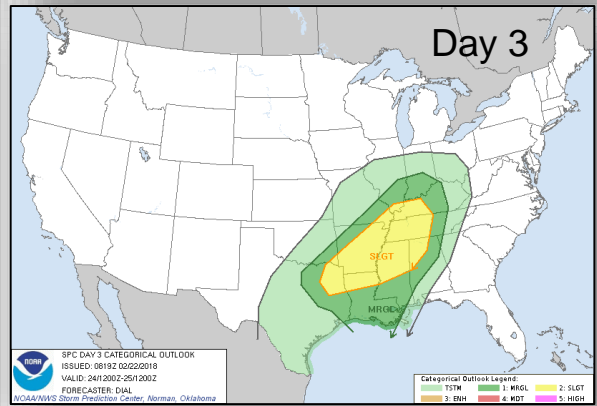 Day 3
SLGT
MRGL
NOAA
SPC DAY 3 CATEGORICAL OUTLOOK
ISSUED: 0819Z 02/22/2018
VALID: 24/1200Z-25/1200Z
FORECASTER: DIAL
NOAA/NWS Storm Prediction Center, Norman, Oklahoma
Categorical Outlook Legend:
TSTM 1: MRGL 2: SLGT
3: ENH 4: MDT 5: HIGH